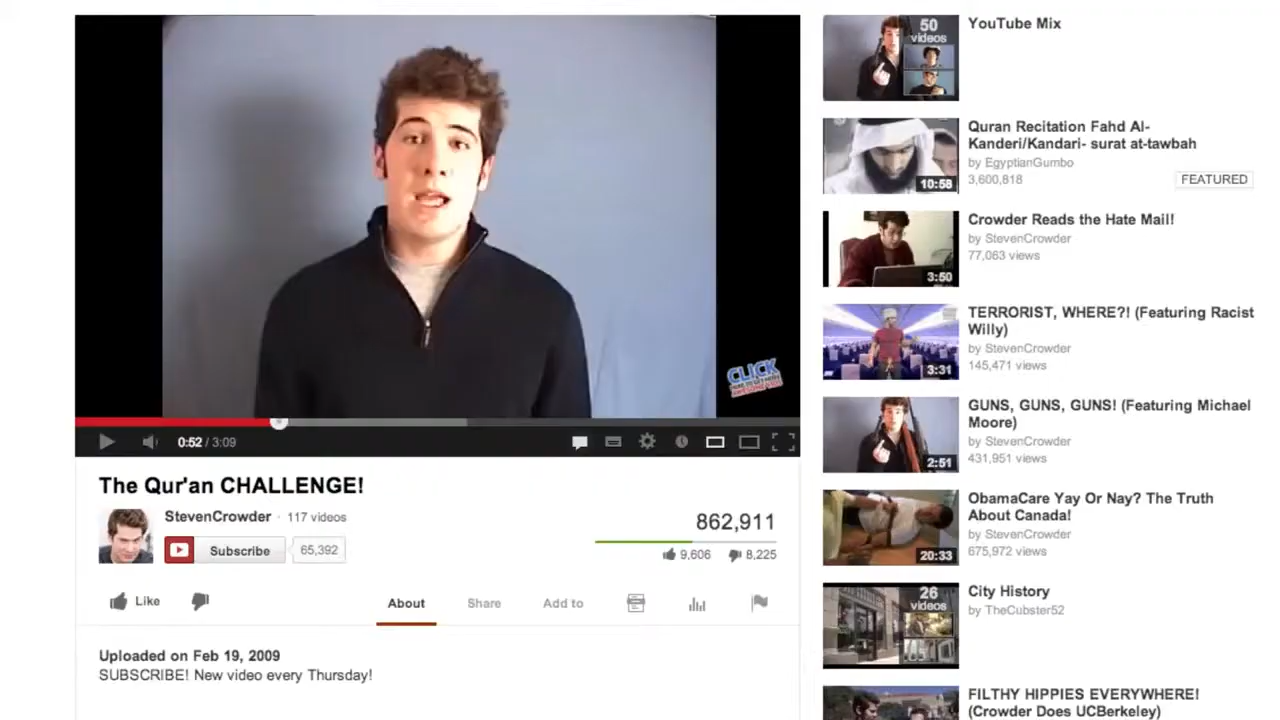 CLICK
0:52 / 3:09
The Qur'an CHALLENGE!
StevenCrowder · 117 videos
Subscribe
65,392
862,911
9,606
8,225
Like
About
Share
Add to
Uploaded on Feb 19, 2009
SUBSCRIBE! New video every Thursday!
50
videos
YouTube Mix
Quran Recitation Fahd Al-
Kanderi/Kandari- surat at-tawbah
by EgyptianGumbo
3,600,818
FEATURED
10:58
Crowder Reads the Hate Mail!
by StevenCrowder
77,063 views
3:50
TERRORIST, WHERE?! (Featuring Racist
Willy)
by StevenCrowder
145,471 views
3:31
GUNS, GUNS, GUNS! (Featuring Michael
Moore)
by StevenCrowder
431,951 views
2:51
ObamaCare Yay Or Nay? The Truth
About Canada!
by StevenCrowder
675,972 views
20:33
26
videos
City History
by TheCubster52
FILTHY HIPPIES EVERYWHERE!
(Crowder Does UCBerkeley)